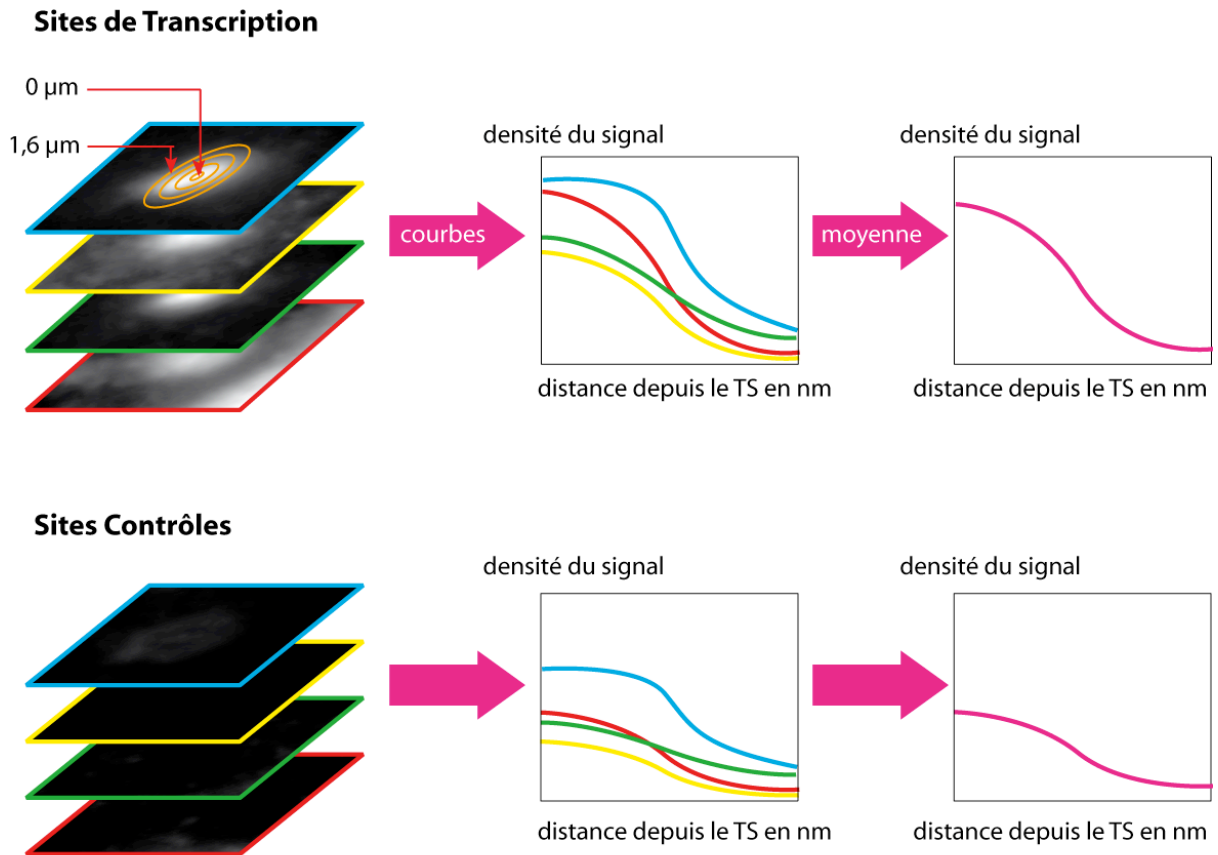 Sites de Transcription
0 µm
1,6 µm
densité du signal
densité du signal
courbes
moyenne
distance depuis le TS en nm
distance depuis le TS en nm
Sites Contrôles
densité du signal
densité du signal
distance depuis le TS en nm
distance depuis le TS en nm